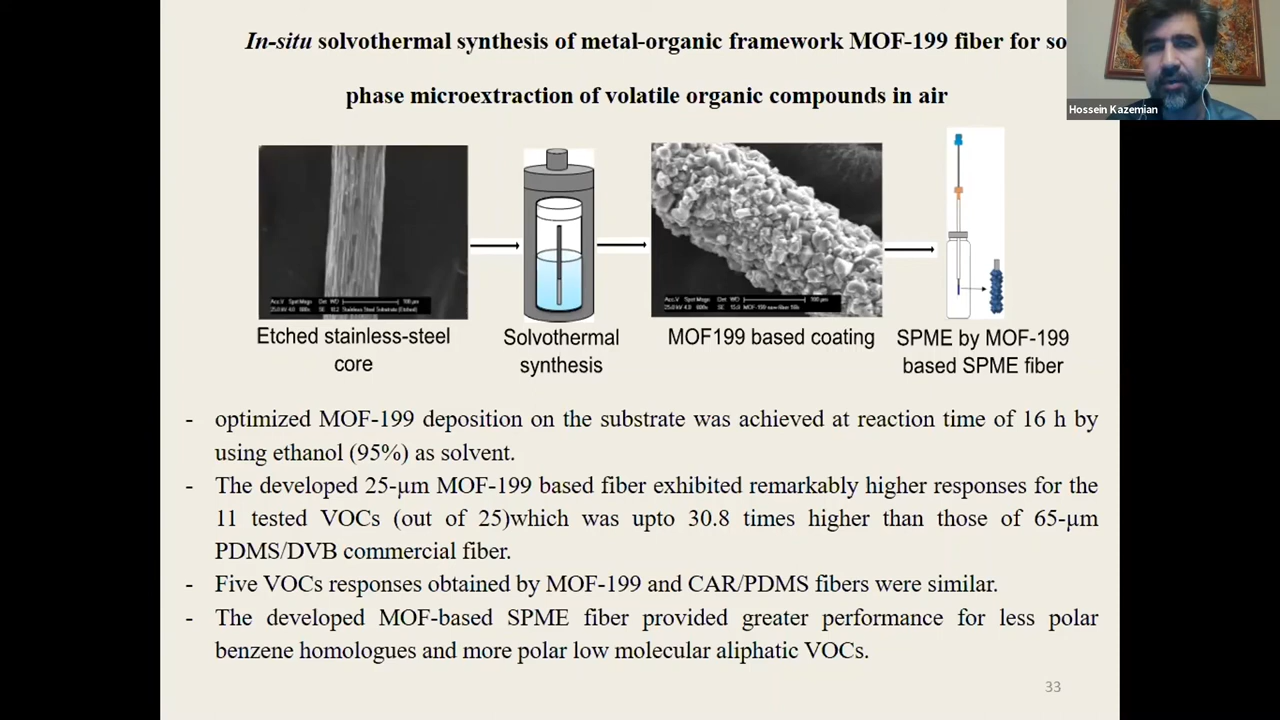 In-situ solvothermal synthesis of metal-organic framework MOF-199 fiber for so
phase microextraction of volatile organic compounds in air
Hossein Kazemian
Etched stainless-steel
core
Solvothermal
synthesis
MOF199 based coating
SPME by MOF-199
based SPME fiber
- optimized MOF-199 deposition on the substrate was achieved at reaction time of 16 h by
using ethanol (95%) as solvent.
- The developed 25-µm MOF-199 based fiber exhibited remarkably higher responses for the
11 tested VOCs (out of 25)which was upto 30.8 times higher than those of 65-µm
PDMS/DVB commercial fiber.
- Five VOCs responses obtained by MOF-199 and CAR/PDMS fibers were similar.
- The developed MOF-based SPME fiber provided greater performance for less polar
benzene homologues and more polar low molecular aliphatic VOCs.
33